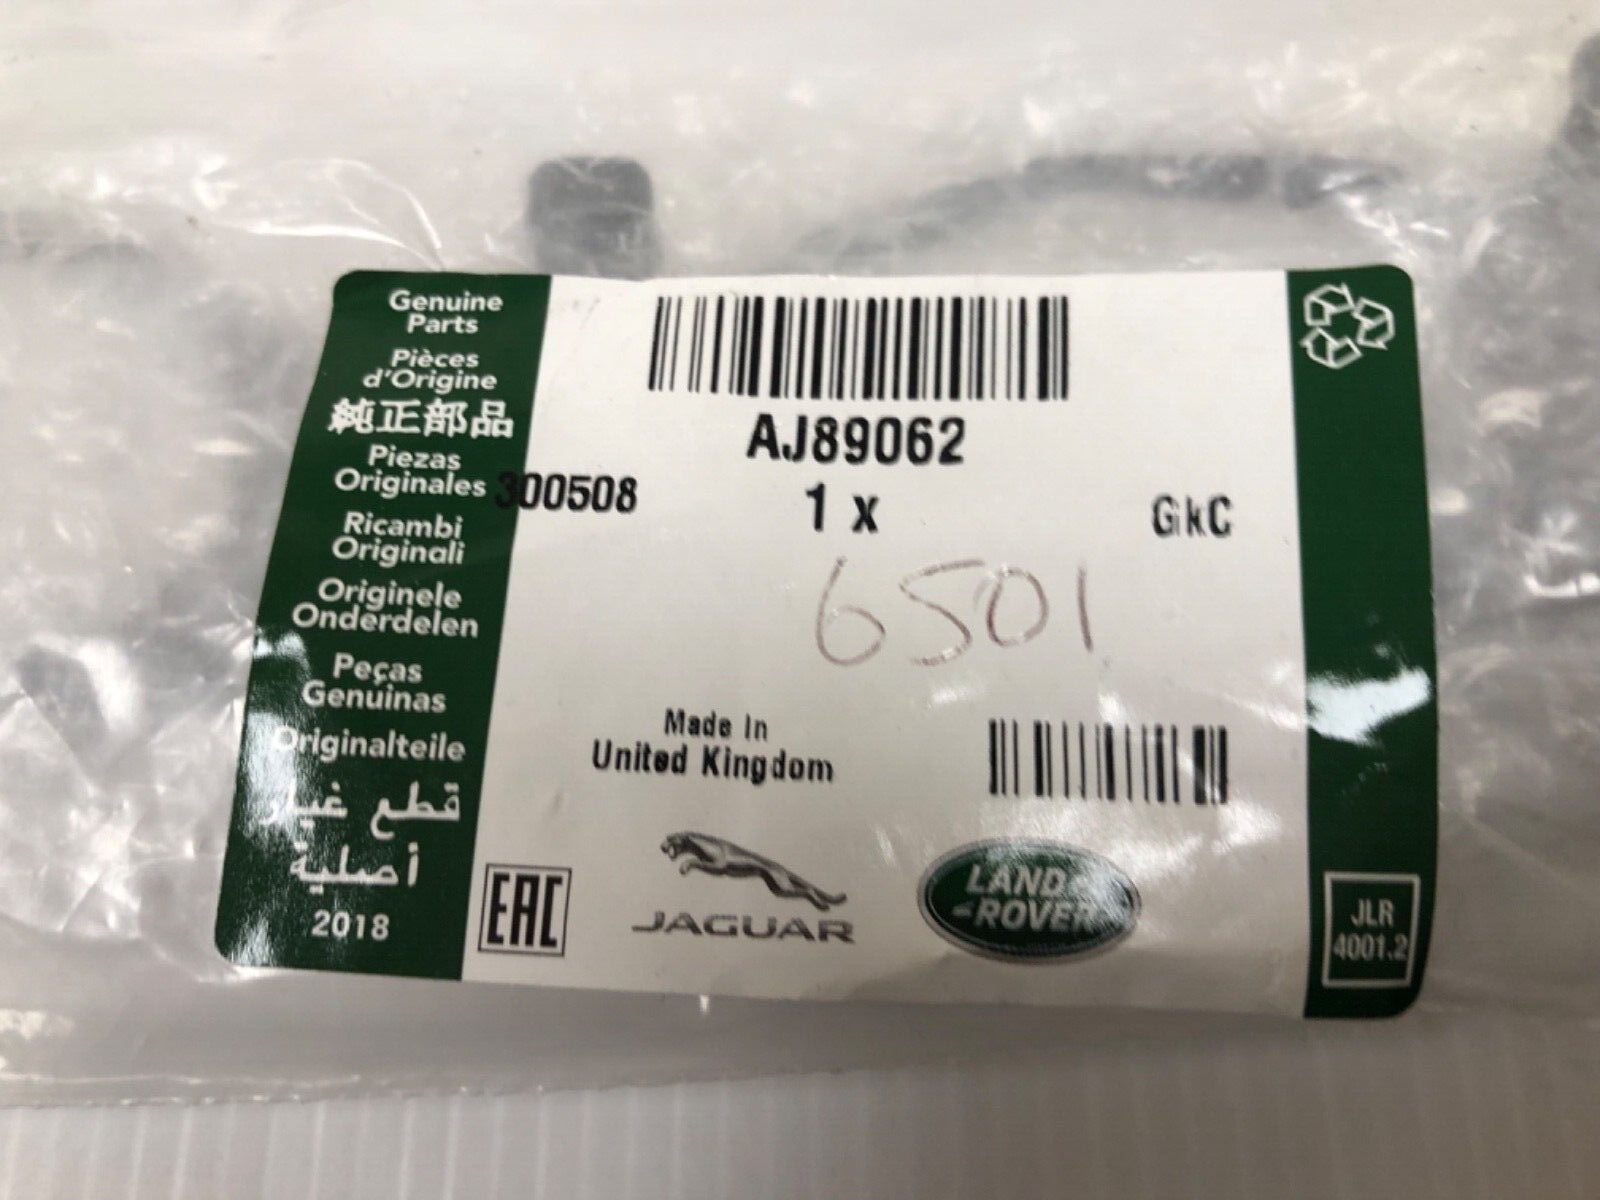 Genuine
Parts
Pièces
d'Origine
純正部品
Piezas
Originales
Ricambi
Originali
Originele
Onderdelen
Peças
Genuinas
Originalteile
قطع غيار
أصلية
2018
AJ89062
300508
1 x
GkC
6501
Made In
United Kingdom
EAC
JAGUAR
LAND
ROVER
JLR
4001.2